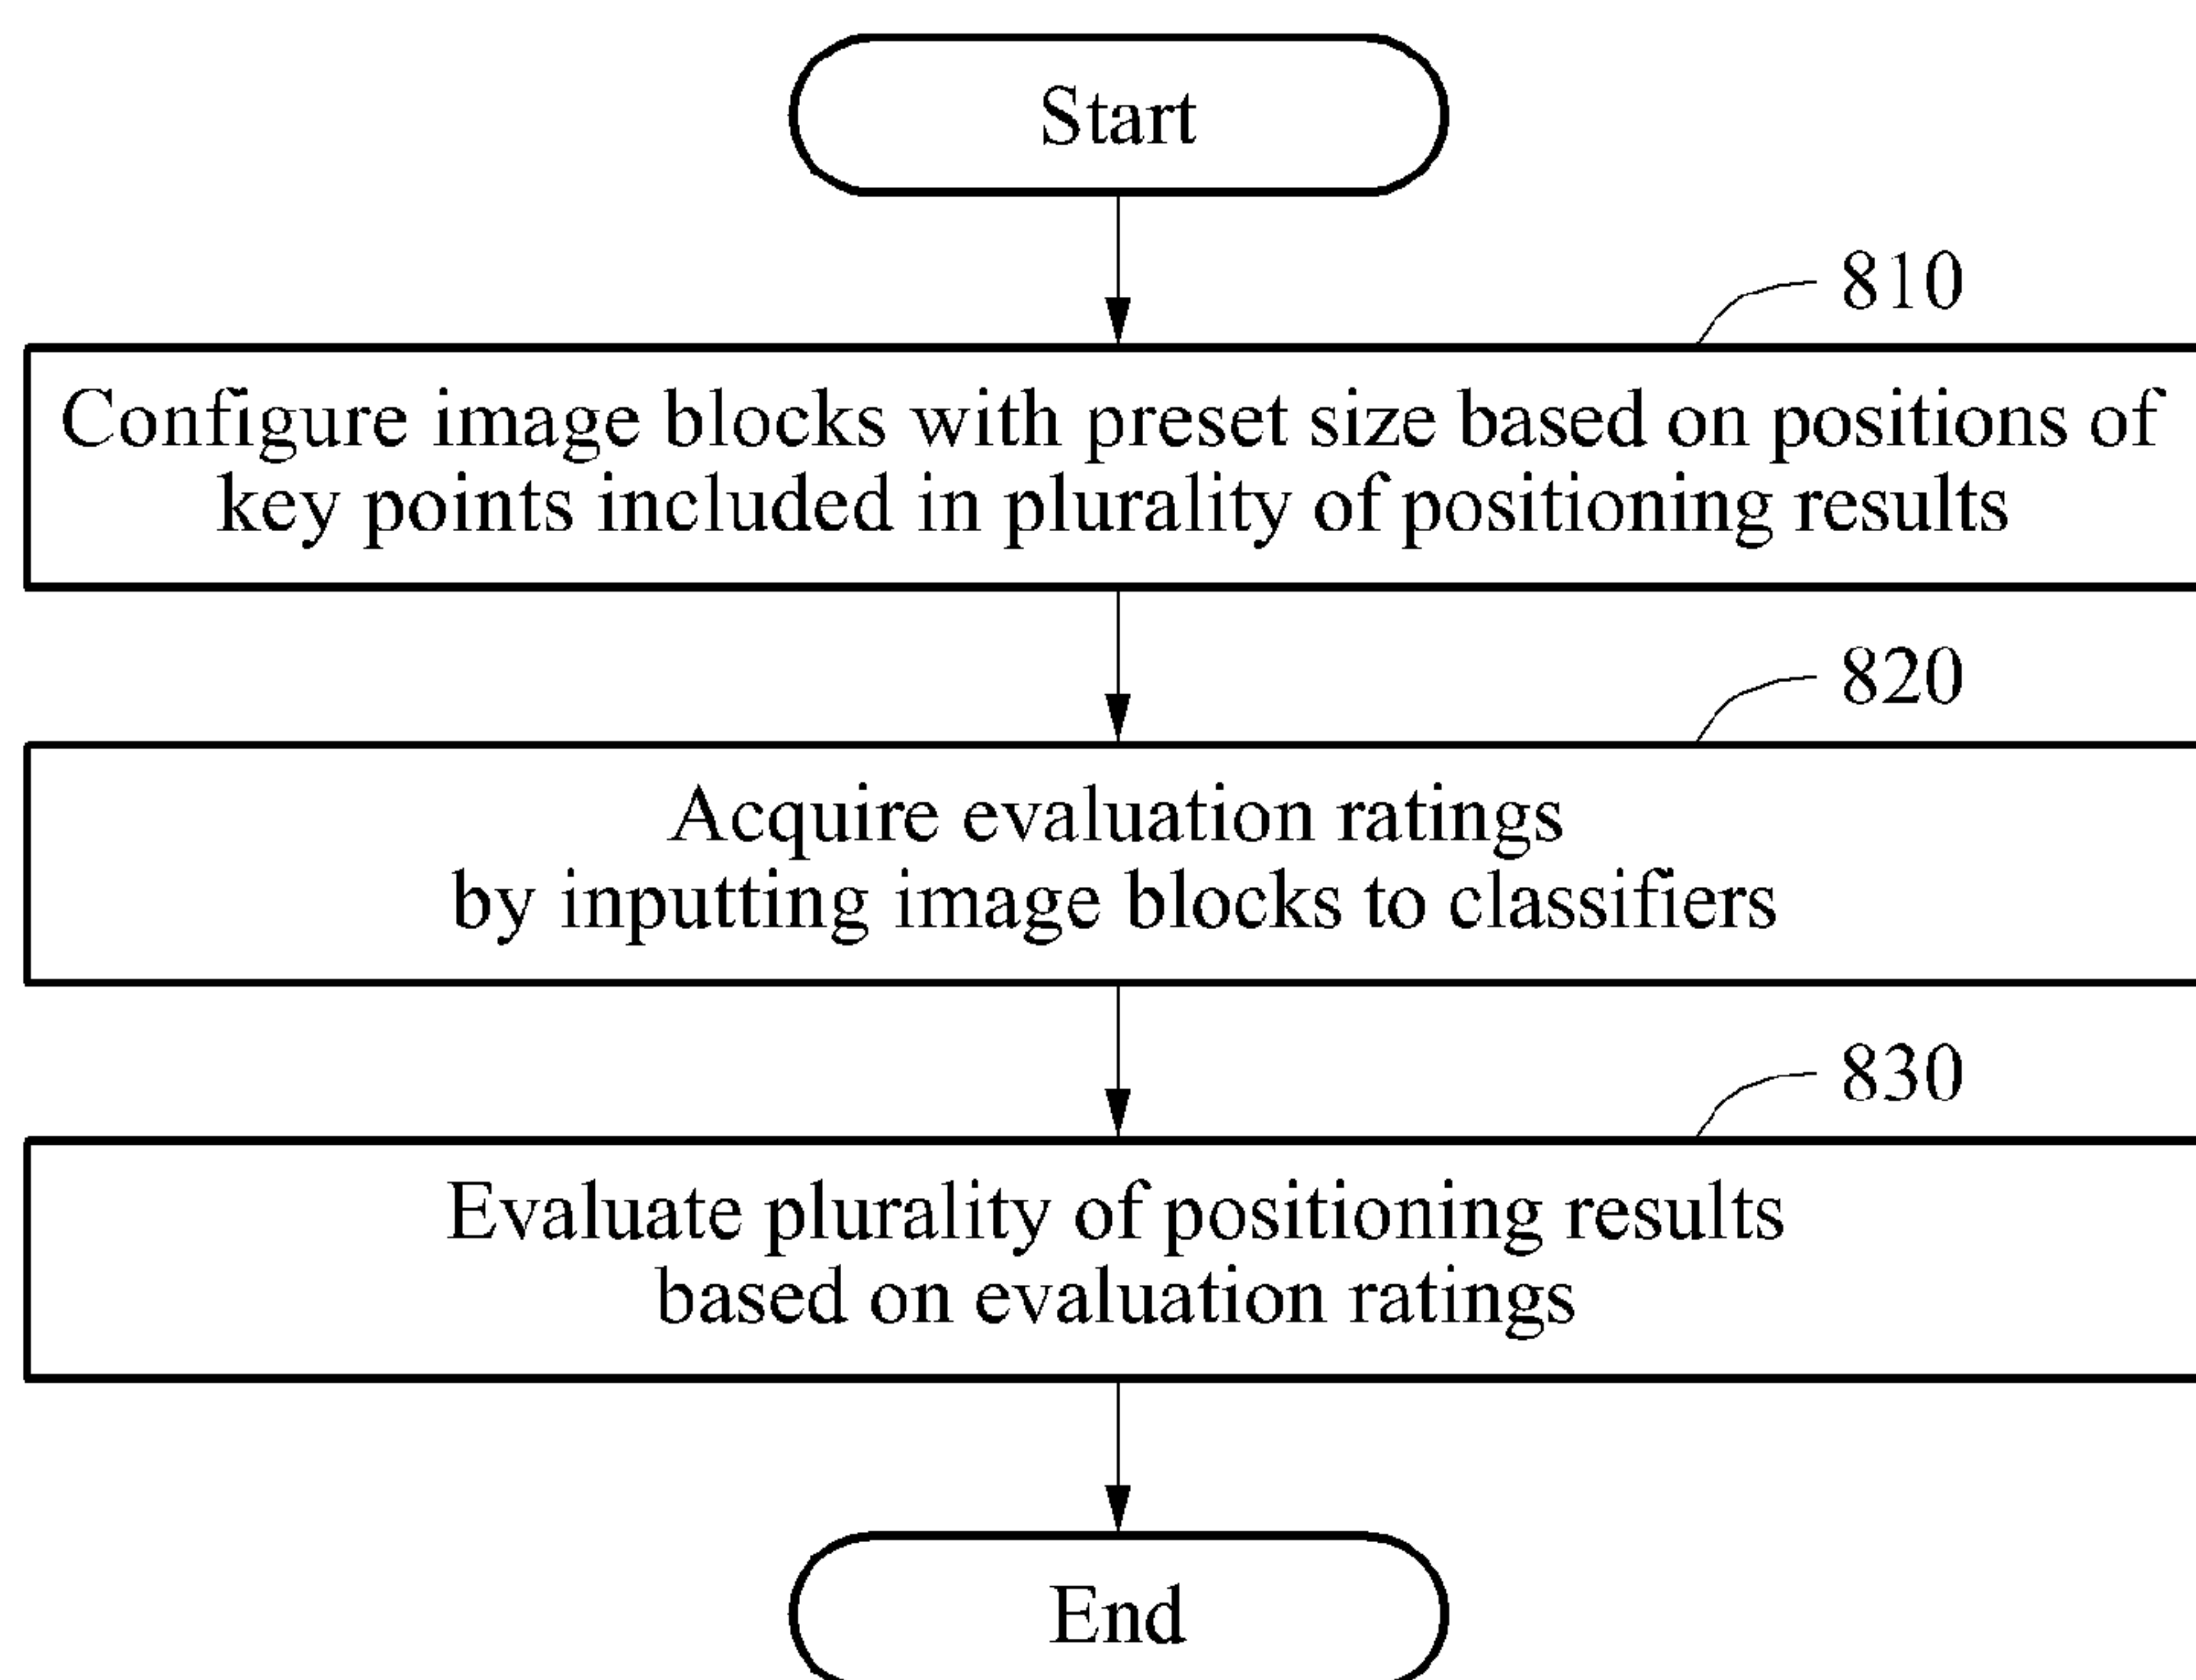 Start
810
Configure image blocks with preset size based on positions of
key points included in plurality of positioning results
820
Acquire evaluation ratings
by inputting image blocks to classifiers
830
Evaluate plurality of positioning results
based on evaluation ratings
End